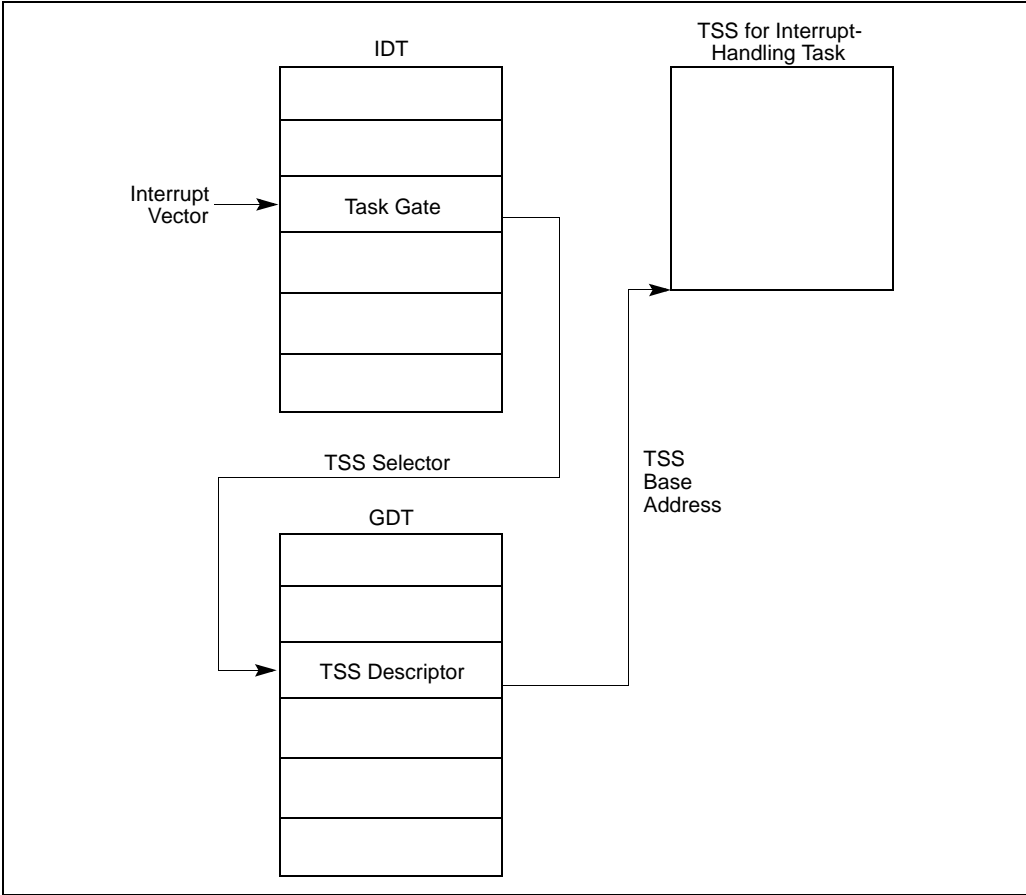 TSS for Interrupt-
Handling Task
IDT
Interrupt
Vector
Task Gate
TSS Selector
TSS
Base
Address
GDT
TSS Descriptor